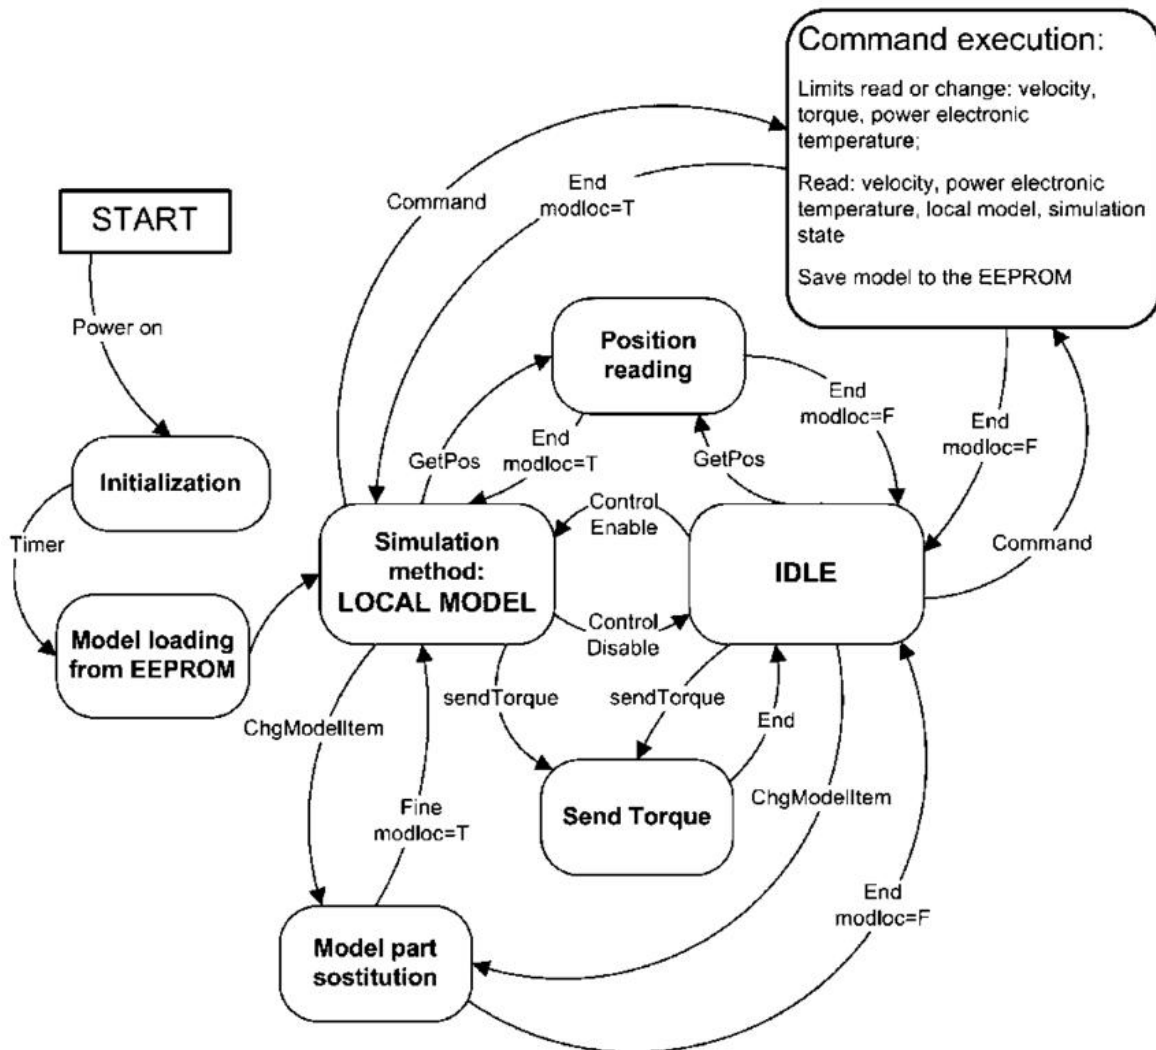 Command execution:
Limits read or change: velocity,
torque, power electronic
temperature;
Read: velocity, power electronic
temperature, local model, simulation
state
Save model to the EEPROM
START
Power on
Command
End
modloc=T
Position
reading
End
modloc=F
End
modloc=F
GetPos
End
modloc=T
GetPos
Initialization
Timer
Control
Enable
Command
Simulation
method:
LOCAL MODEL
IDLE
Model loading
from EEPROM
Control
Disable
ChgModelItem
sendTorque
sendTorque
End
Fine
modloc=T
Send Torque
ChgModelItem
End
modloc=F
Model part
sostitution